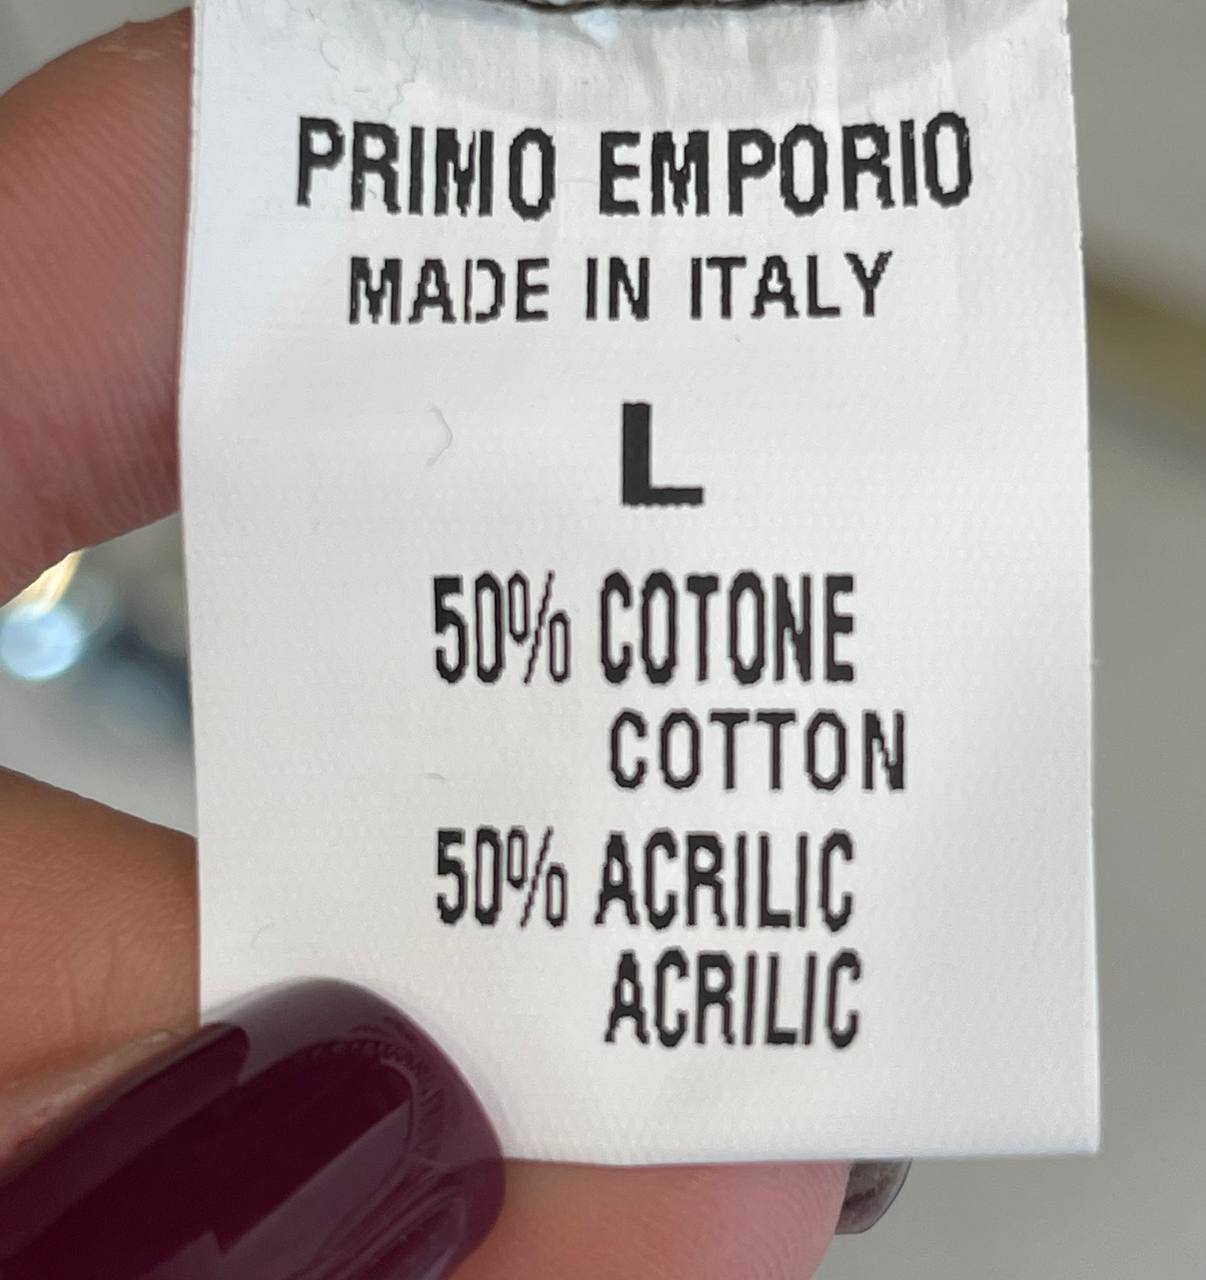 PRIMO EMPORIO
MADE IN ITALY
L
50% COTONE
COTTON
50% ACRILIC
ACRILIC